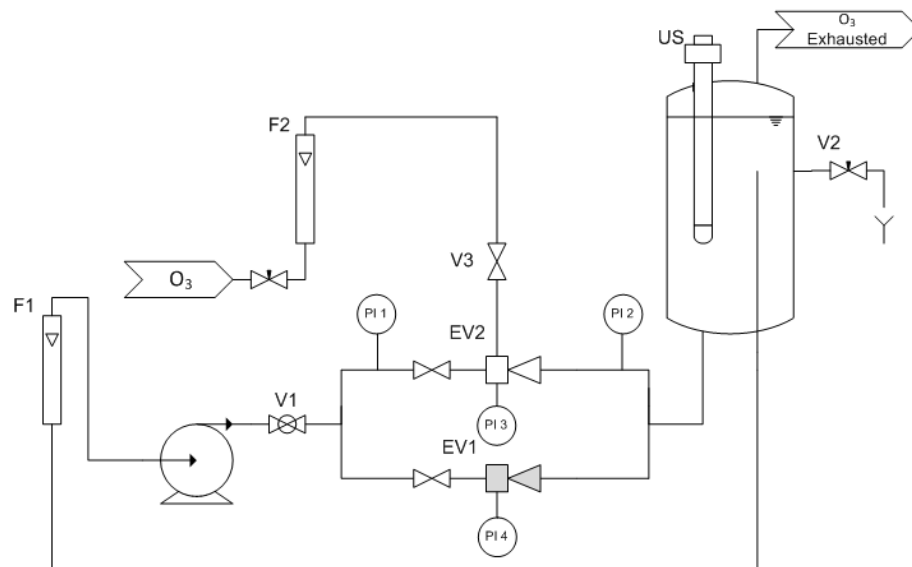 O₃
Exhausted
US
F2
V2
V3
O₃
F1
PI 1
EV2
PI 2
V1
PI 3
EV1
PI 4